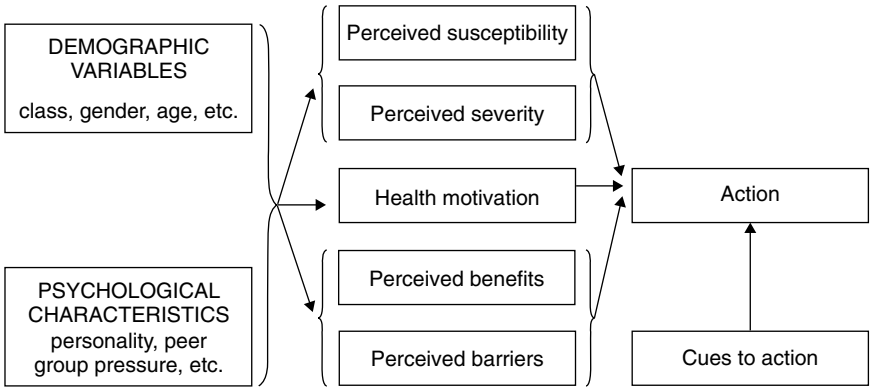 DEMOGRAPHIC
VARIABLES
class, gender, age, etc.
PSYCHOLOGICAL
CHARACTERISTICS
personality, peer
group pressure, etc.
Perceived susceptibility
Perceived severity
Health motivation
Perceived benefits
Perceived barriers
Action
Cues to action